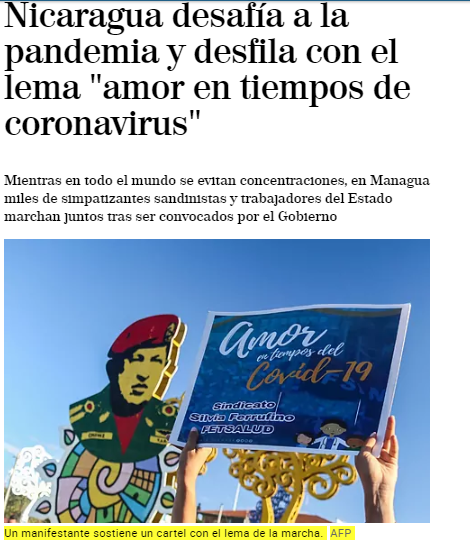 Nicaragua desafía a la
pandemia y desfila con el
lema "amor en tiempos de
coronavirus"
Mientras en todo el mundo se evitan concentraciones, en Managua
miles de simpatizantes sandinistas y trabajadores del Estado
marchan juntos tras ser convocados por el Gobierno
Amor
en tiempos del
Covid-19
Sindicato
Silvia Ferrufino
FETSALUD
Un manifestante sostiene un cartel con el lema de la marcha. AFP